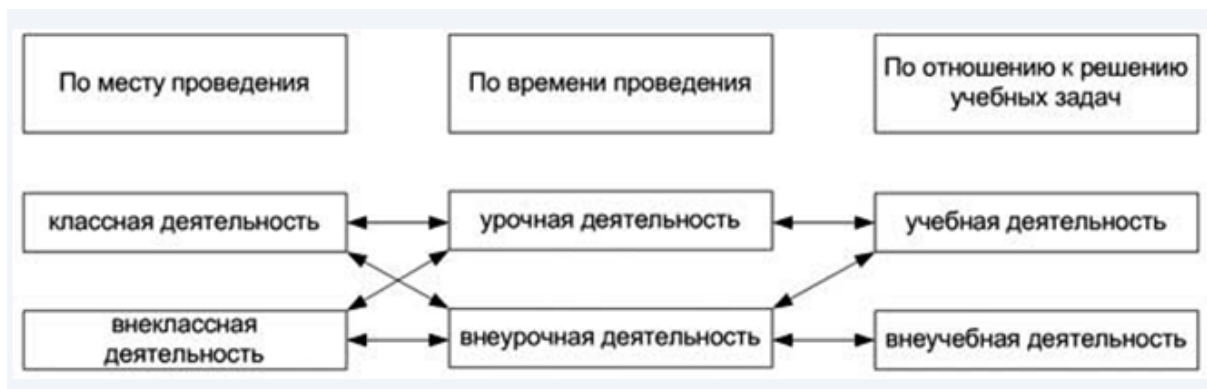 По месту проведения
По времени проведения
По отношению к решению
учебных задач
классная деятельность
урочная деятельность
учебная деятельность
внеклассная
деятельность
внеурочная деятельность
внеучебная деятельность